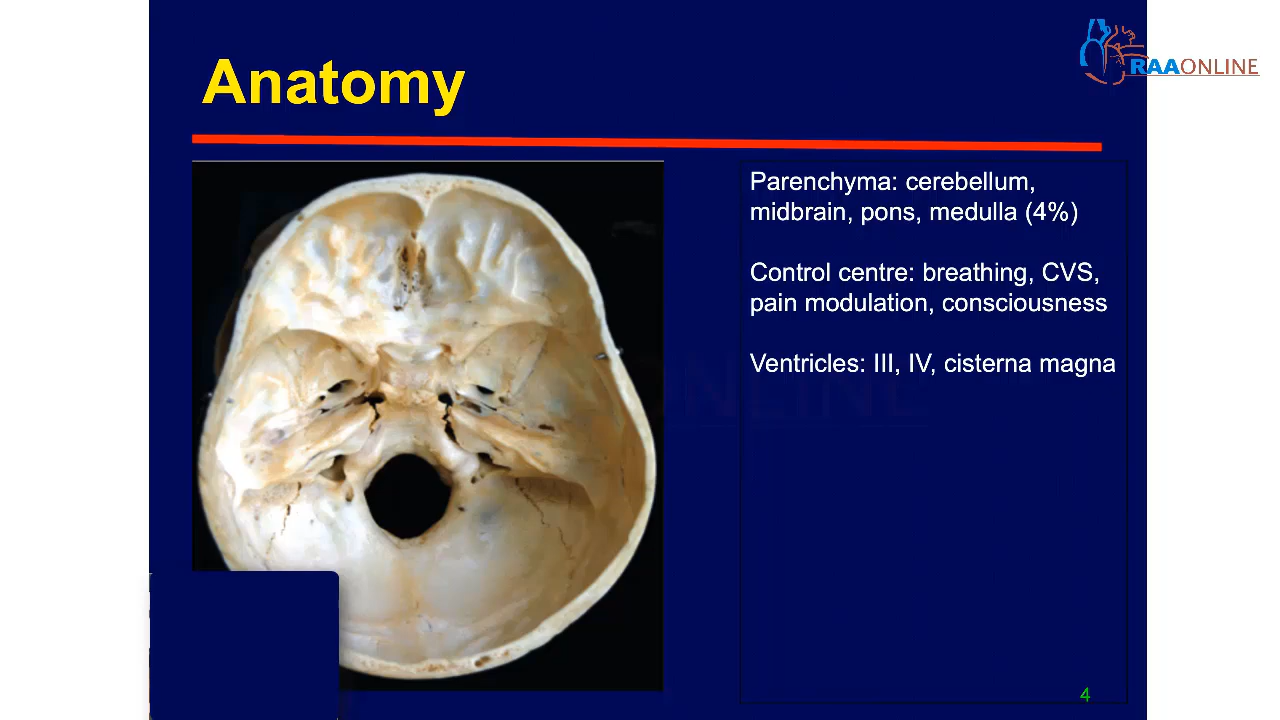 Anatomy
RAAONLINE
Parenchyma: cerebellum,
midbrain, pons, medulla (4%)
Control centre: breathing, CVS,
pain modulation, consciousness
Ventricles: III, IV, cisterna magna
ONLINE
4